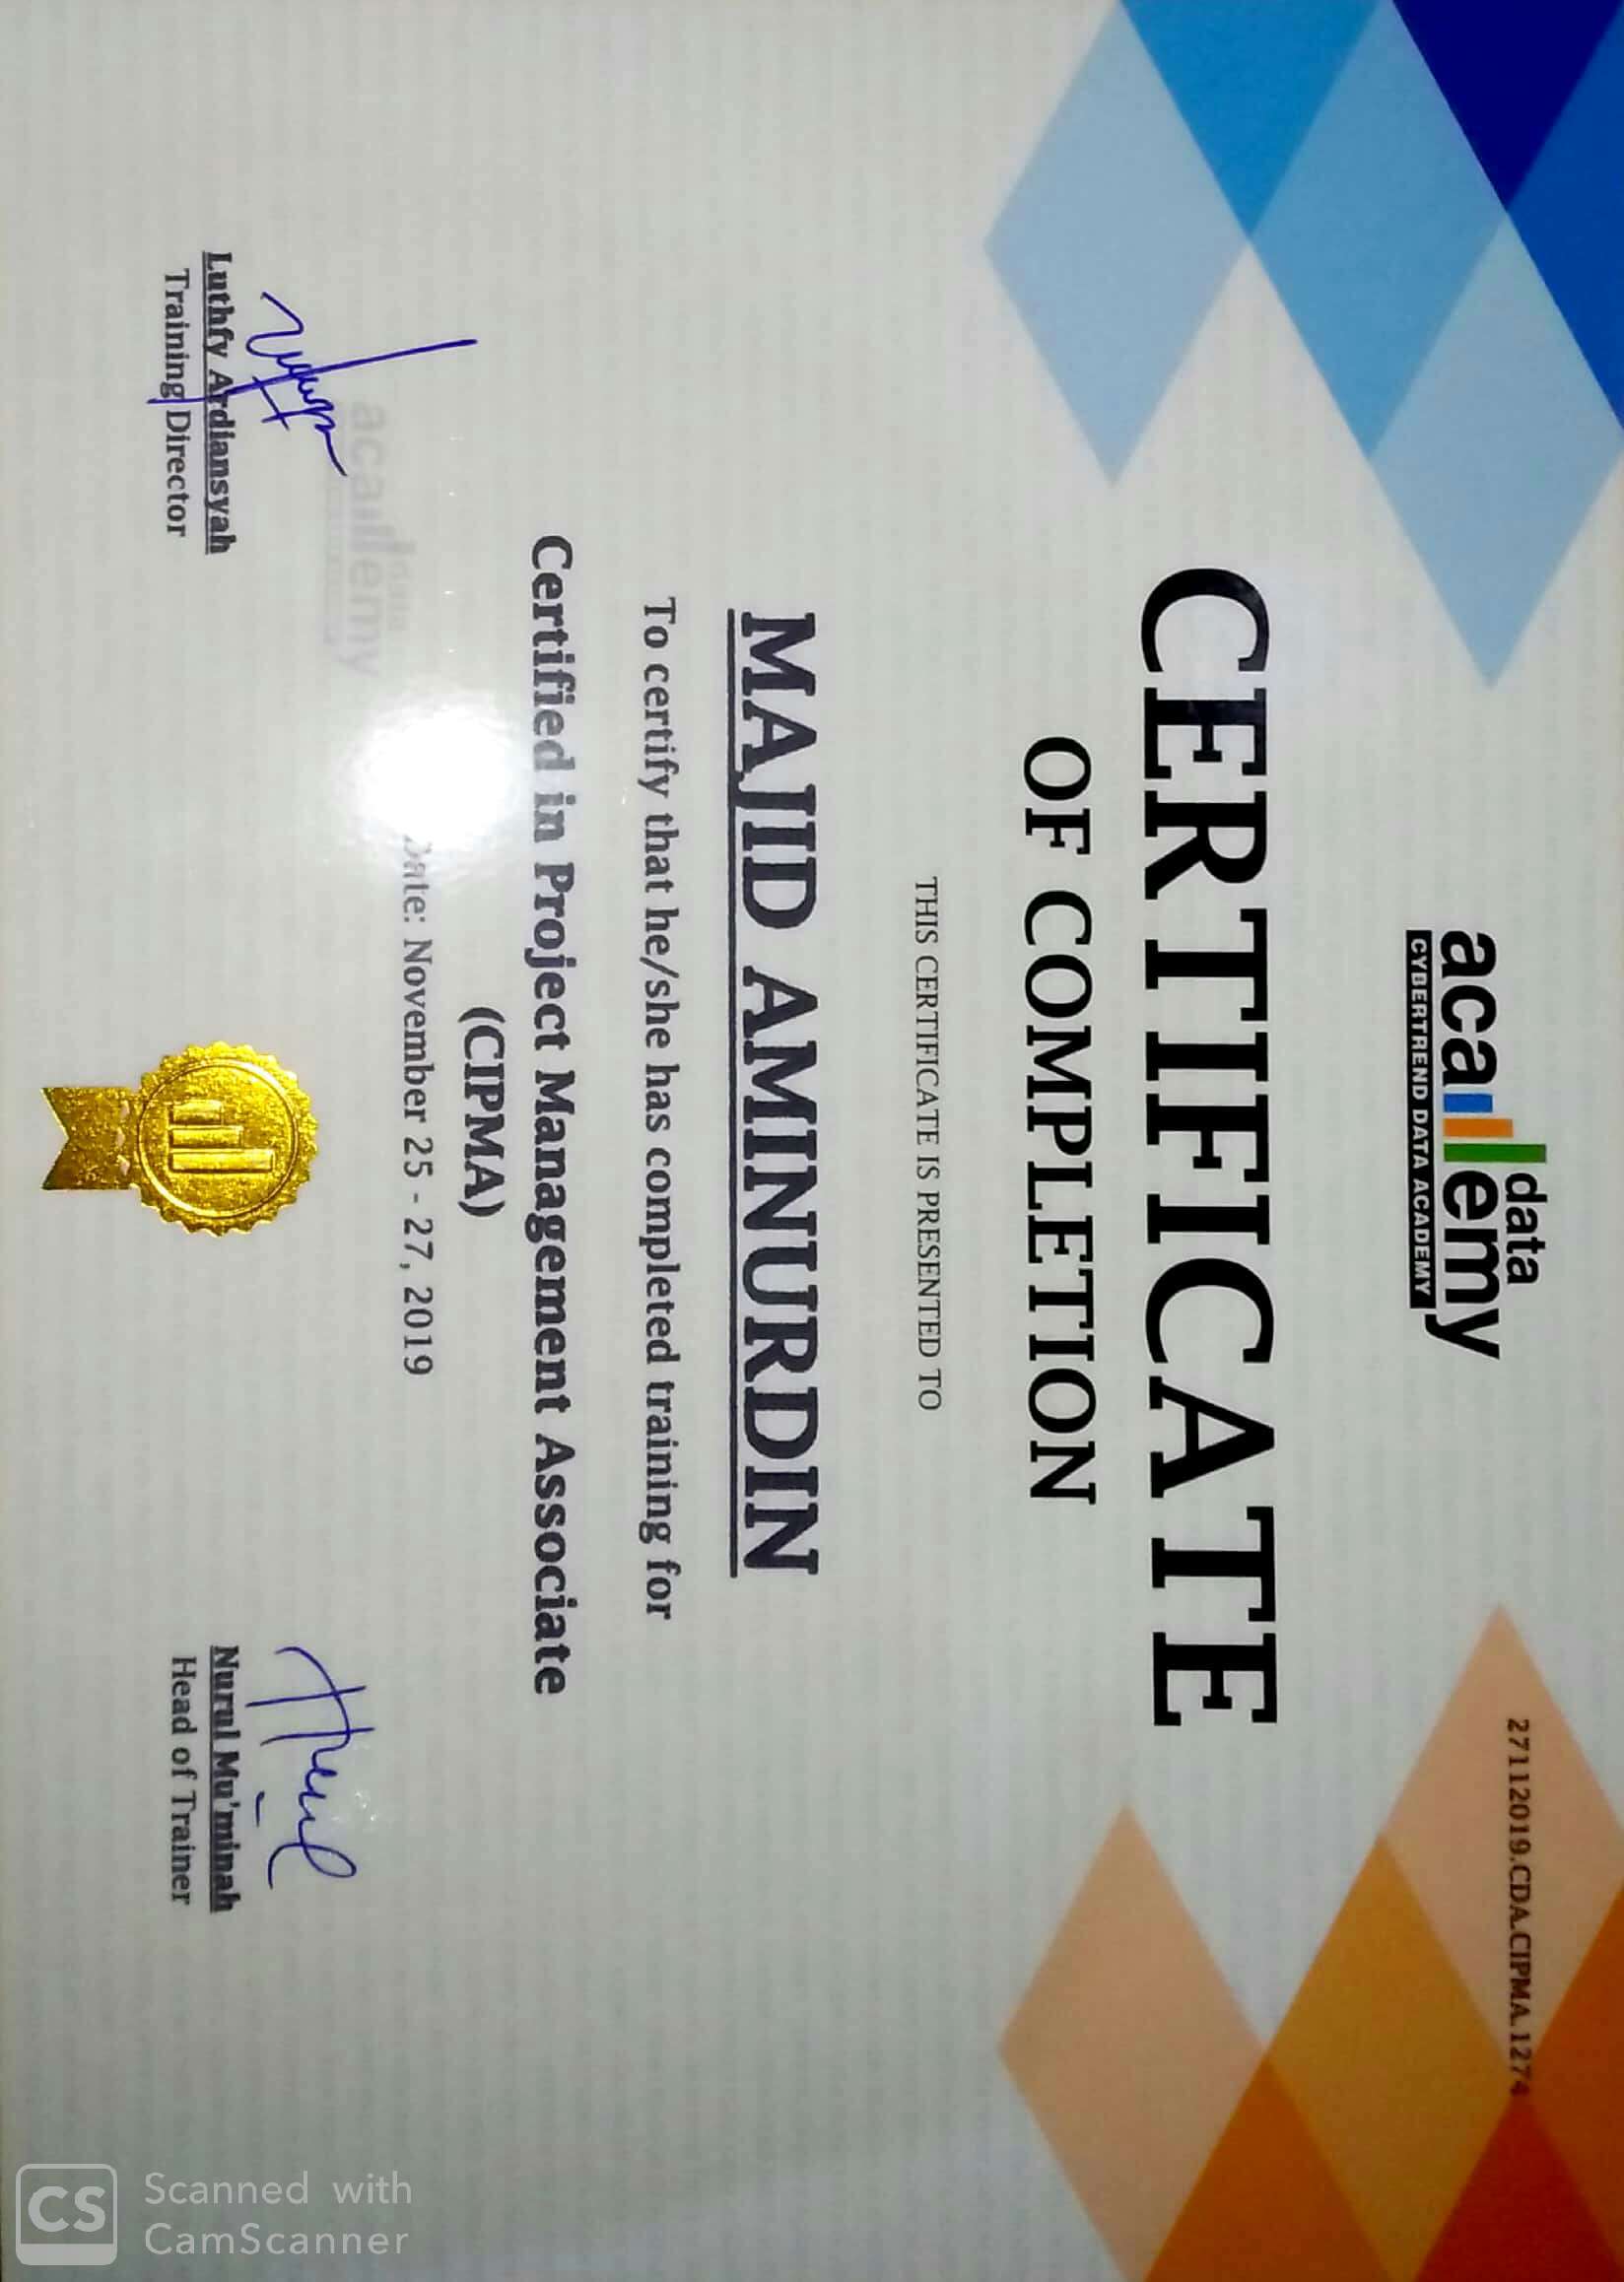 data
academy
CYBERTREND DATA ACADEMY
27112019.CDA.CIPMA.1274
CERTIFICATE
OF COMPLETION
THIS CERTIFICATE IS PRESENTED TO
MAJID AMINURDIN
To certify that he/she has completed training for
Certified in Project Management Associate
(CIPMA)
Date: November 25 - 27, 2019
data
academy
Luthfy Ardiansyah
Training Director
Nurul Mu'minah
Head of Trainer
Scanned with
CamScanner
CS